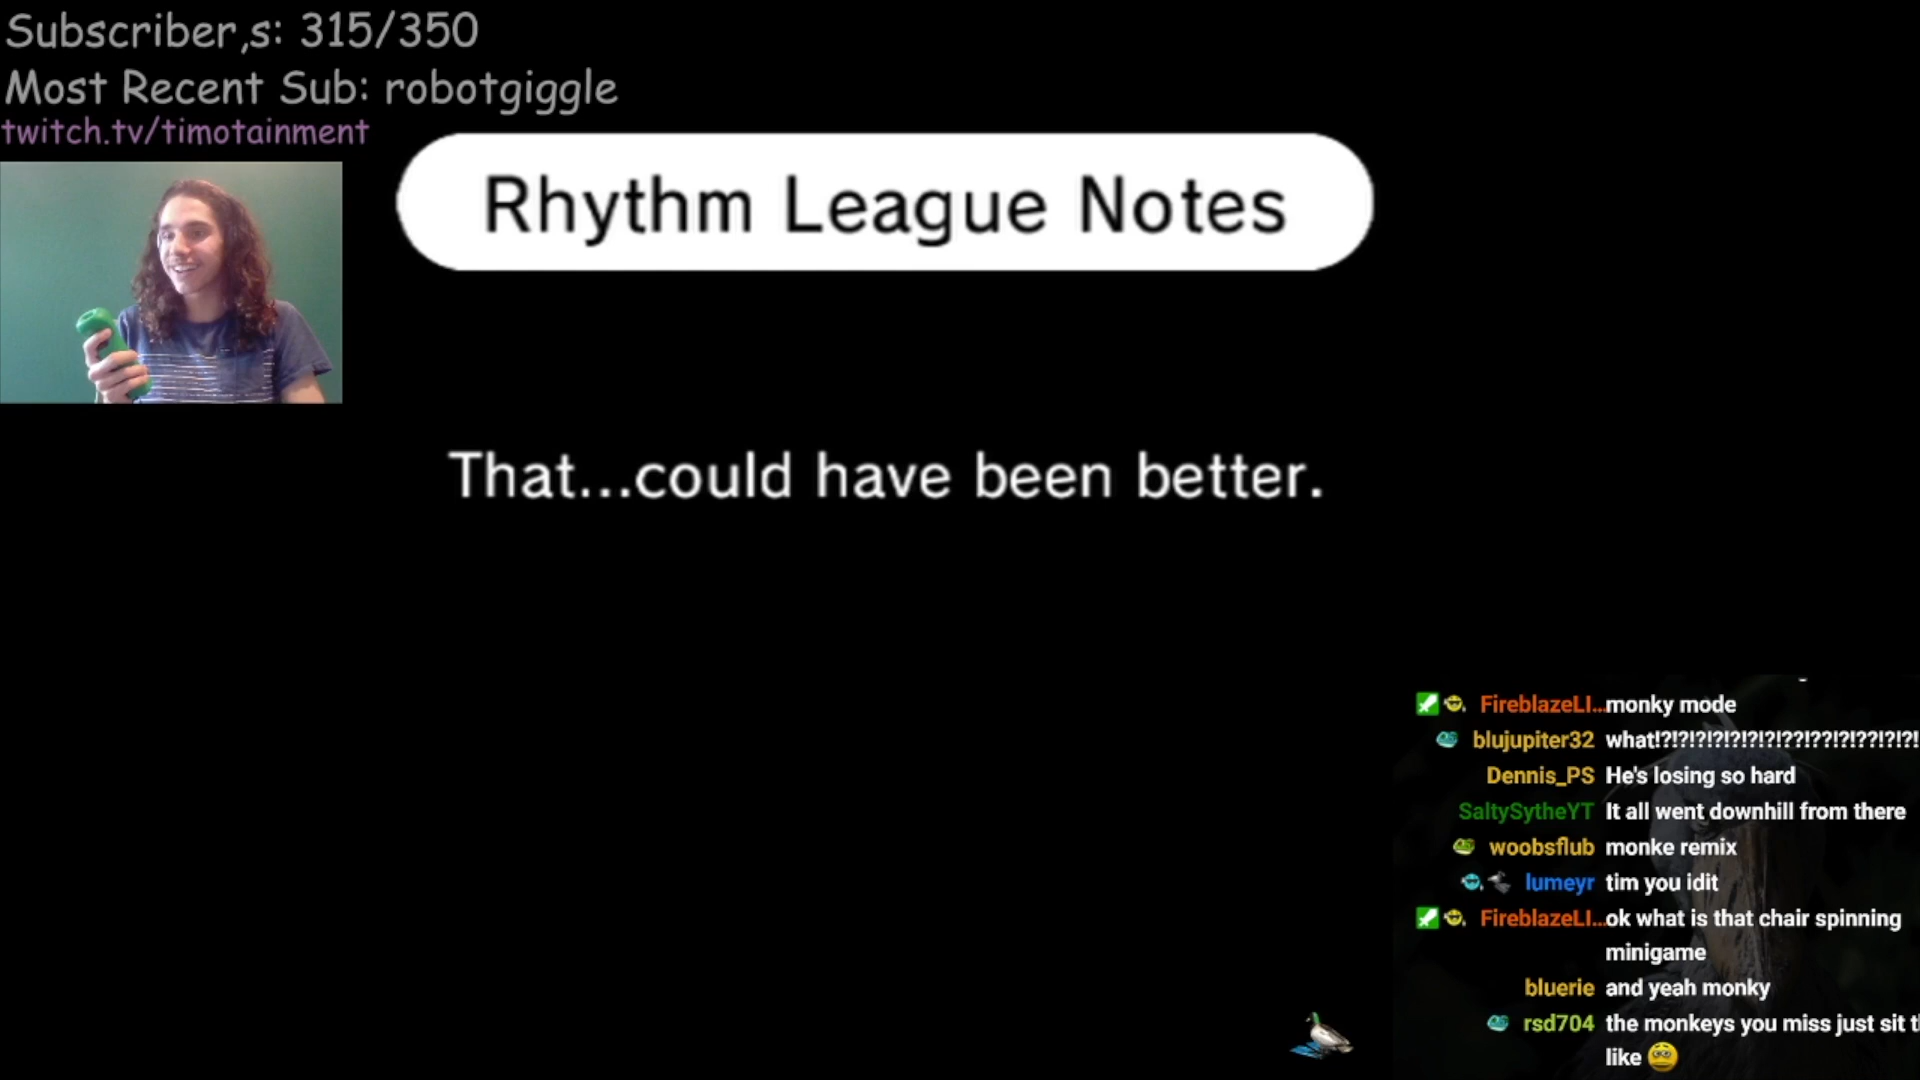 Subscriber,s: 315/350
Most Recent Sub: robotgiggle
twitch.tv/timotainment
Rhythm League Notes
That...could have been better.
FireblazeLI... monky mode
blujupiter32 what!?!?!?!?!?!?!??!??!?!??!?!?!
Dennis_PS He's losing so hard
SaltySytheYT It all went downhill from there
woobsflub monke remix
lumeyr tim you idit
FireblazeLI... ok what is that chair spinning
minigame
bluerie and yeah monky
rsd704 the monkeys you miss just sit
like